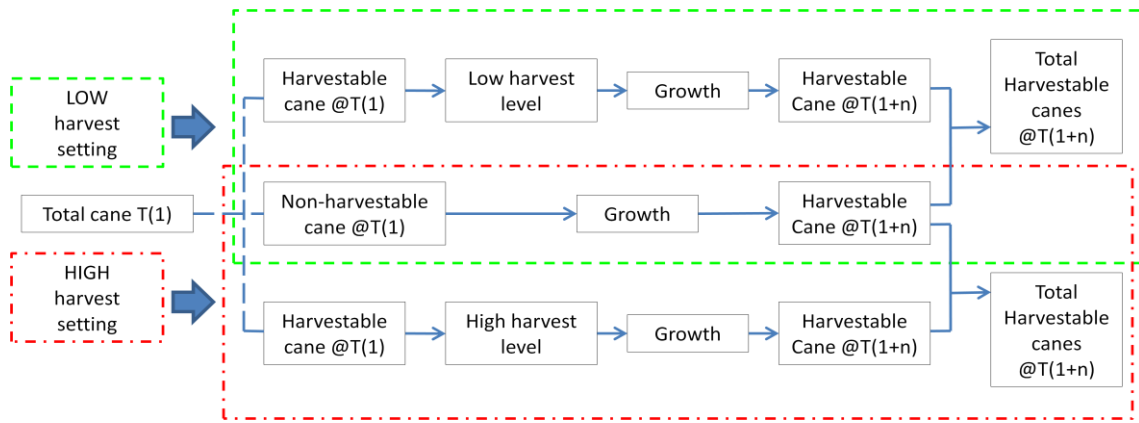 LOW
harvest
setting
Harvestable
cane @T(1)
Low harvest
level
Growth
Harvestable
Cane @T(1+n)
Total
Harvestable
canes
@T(1+n)
Total cane T(1)
Non-harvestable
cane @T(1)
Growth
Harvestable
Cane @T(1+n)
HIGH
harvest
setting
Harvestable
cane @T(1)
High harvest
level
Growth
Harvestable
Cane @T(1+n)
Total
Harvestable
canes
@T(1+n)